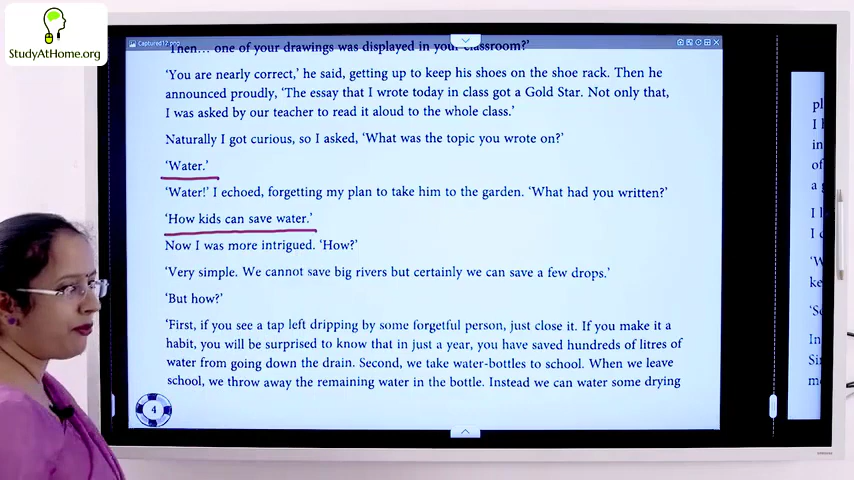 StudyAtHome.org
Captured12.png
Then… one of your drawings was displayed in your classroom?’
‘You are nearly correct,’ he said, getting up to keep his shoes on the shoe rack. Then he
announced proudly, ‘The essay that I wrote today in class got a Gold Star. Not only that,
I was asked by our teacher to read it aloud to the whole class.’
Naturally I got curious, so I asked, ‘What was the topic you wrote on?’
‘Water.’
‘Water!’ I echoed, forgetting my plan to take him to the garden. ‘What had you written?’
‘How kids can save water.’
Now I was more intrigued. ‘How?’
‘Very simple. We cannot save big rivers but certainly we can save a few drops.’
‘But how?’
‘First, if you see a tap left dripping by some forgetful person, just close it. If you make it a
habit, you will be surprised to know that in just a year, you have saved hundreds of litres of
water from going down the drain. Second, we take water-bottles to school. When we leave
school, we throw away the remaining water in the bottle. Instead we can water some drying
4